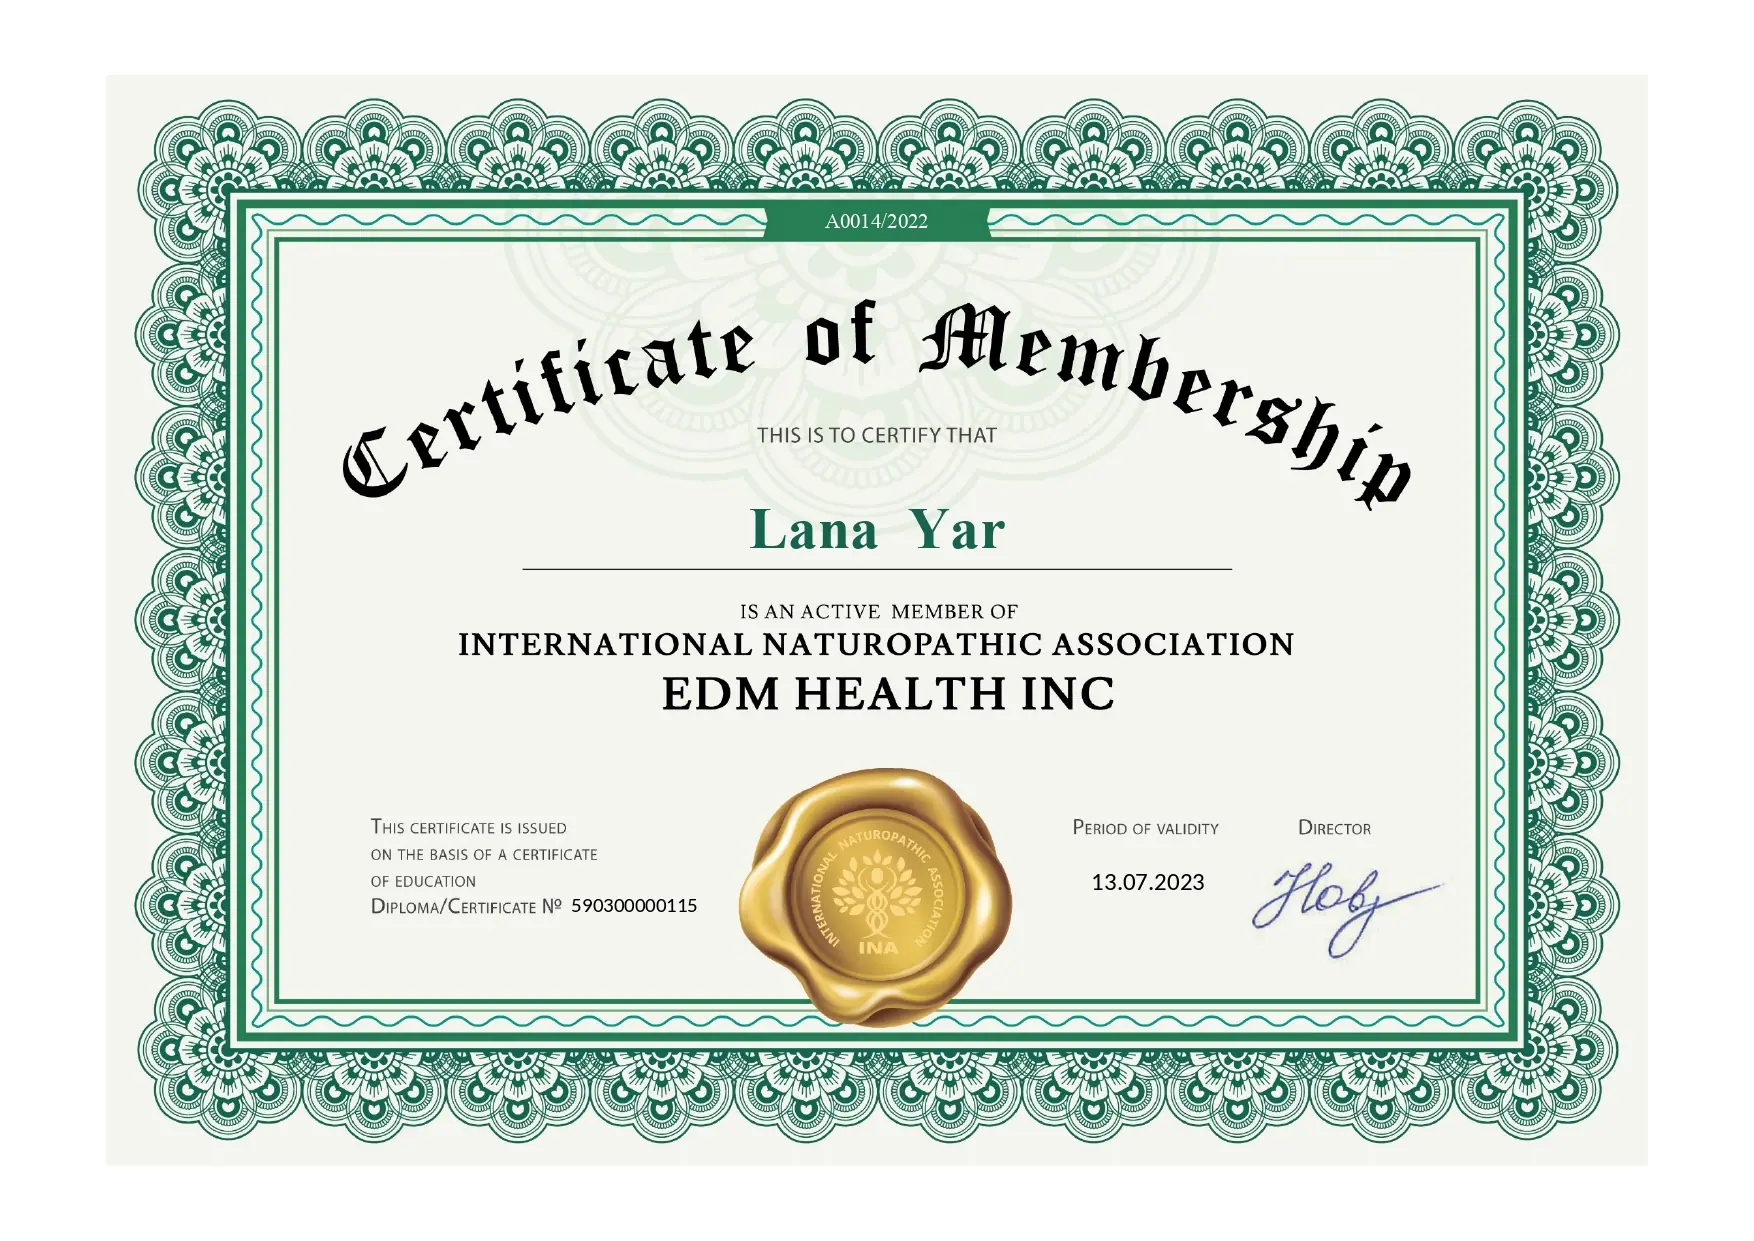 A0014/2022
Certificate of Membership
THIS IS TO CERTIFY THAT
Lana Yar
IS AN ACTIVE MEMBER OF
INTERNATIONAL NATUROPATHIC ASSOCIATION
EDM HEALTH INC
THIS CERTIFICATE IS ISSUED
ON THE BASIS OF A CERTIFICATE
OF EDUCATION
DIPLOMA/CERTIFICATE № 590300000115
INTERNATIONAL NATUROPATHIC ASSOCIATION
INA
PERIOD OF VALIDITY
13.07.2023
DIRECTOR